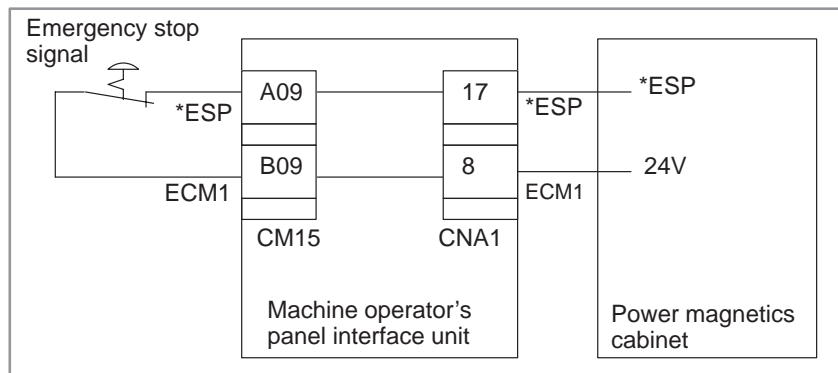 Emergency stop
signal
A09
17
*ESP
*ESP
*ESP
B09
8
24V
ECM1
ECM1
CM15
CNA1
Machine operator's
panel interface unit
Power magnetics
cabinet